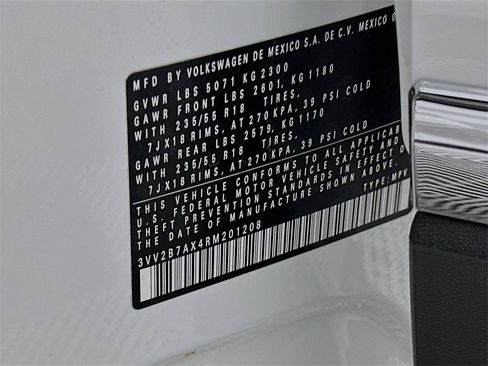 MFD BY VOLKSWAGEN DE MEXICO S.A. DE C.V. MEXICO
GVWR LBS 5071 KG 2300
GAWR FRONT LBS 2601, KG 1180
WITH 235/55 R18 TIRES,
7JX18 RIMS, AT 270 KPA, 39 PSI COLD
GAWR REAR LBS 2579, KG 1170
WITH 235/55 R18 TIRES,
7JX18 RIMS, AT 270 KPA, 39 PSI COLD
THIS VEHICLE CONFORMS TO ALL APPLICAB
U.S. FEDERAL MOTOR VEHICLE SAFETY AND
THEFT PREVENTION STANDARDS IN EFFECT O
THE DATE OF MANUFACTURE SHOWN ABOVE.
3VV2B7AX4RM201208 TYPE: MPV